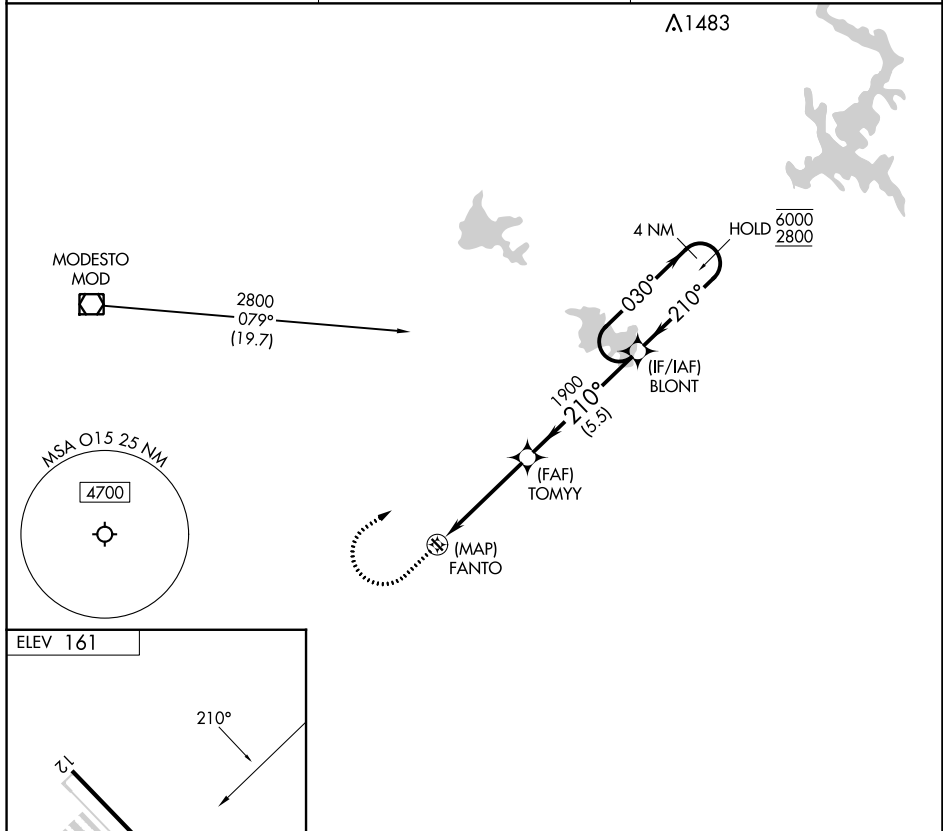 1483
6000
4 NM
HOLD
2800
MODESTO
MOD
2800
079°
(19.7)
030°
210°
(IF/IAF)
BLONT
1900
210°
(5.5)
(FAF)
TOMYY
MSA O15 25 NM
4700
(MAP)
FANTO
ELEV 161
210°
12